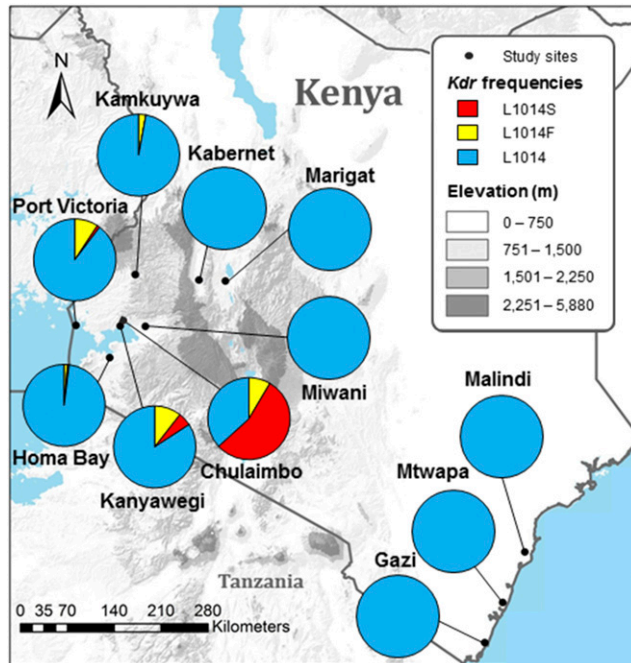 Kenya
Study sites
Kdr frequencies
L1014S
L1014F
L1014
Elevation (m)
0 – 750
751 – 1,500
1,501 – 2,250
2,251 – 5,880
N
Kamkuywa
Kabernet
Marigat
Port Victoria
Miwani
Malindi
Homa Bay
Chulaimbo
Kanyawegi
Mtwapa
Gazi
Tanzania
0 35 70 140 210 280
Kilometers